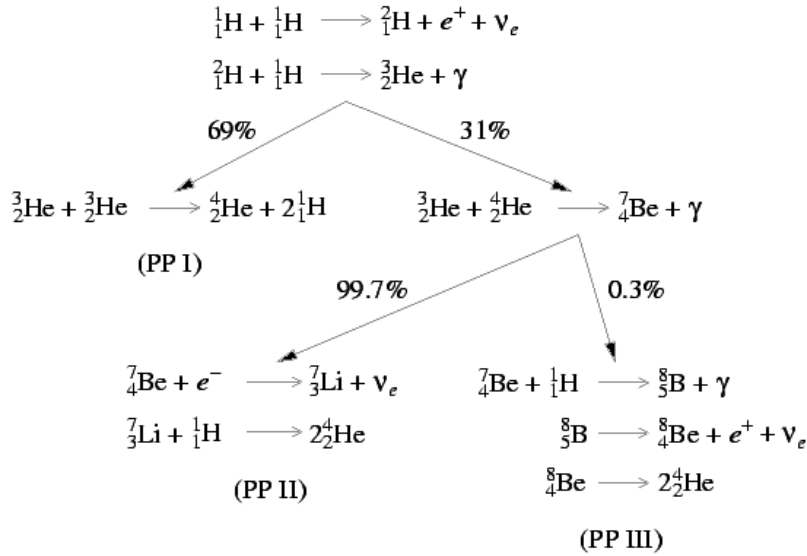 ¹₁H + ¹₁H ⟶ ²₁H + e⁺ + νₑ
²₁H + ¹₁H ⟶ ³₂He + γ
69% 31%
³₂He + ³₂He ⟶ ⁴₂He + 2¹₁H
³₂He + ⁴₂He ⟶ ⁷₄Be + γ
(PP I)
99.7% 0.3%
⁷₄Be + e⁻ ⟶ ⁷₃Li + νₑ
⁷₃Li + ¹₁H ⟶ 2⁴₂He
(PP II)
⁷₄Be + ¹₁H ⟶ ⁸₅B + γ
⁸₅B ⟶ ⁸₄Be + e⁺ + νₑ
⁸₄Be ⟶ 2⁴₂He
(PP III)